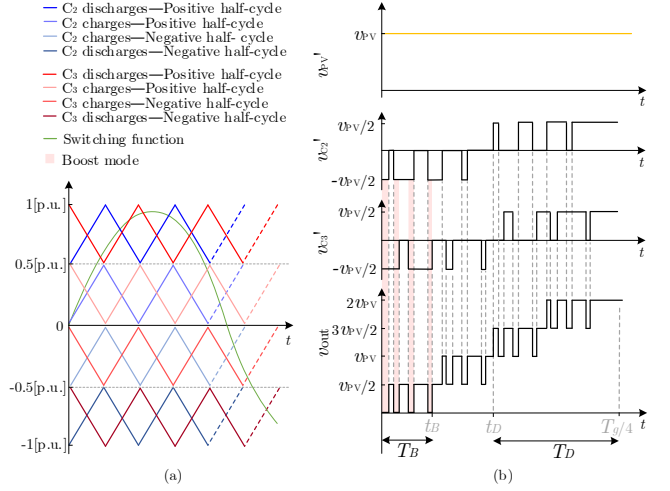 C₂ discharges—Positive half-cycle
C₂ charges—Positive half-cycle
C₂ charges—Negative half- cycle
C₂ discharges—Negative half-cycle
C₃ discharges—Positive half-cycle
C₃ charges—Positive half-cycle
C₃ charges—Negative half-cycle
C₃ discharges—Negative half-cycle
Switching function
Boost mode
1[p.u.]
0.5[p.u.]
0
t
-0.5[p.u.]
-1[p.u.]
(a)
(b)
vPV
vPV'
t
vPV/2
vC2'
t
-vPV/2
vPV/2
vC3'
t
-vPV/2
2vPV
3vPV/2
vout
vPV
vPV/2
t
tB
tD
Tg/4
TB
TD
(b)